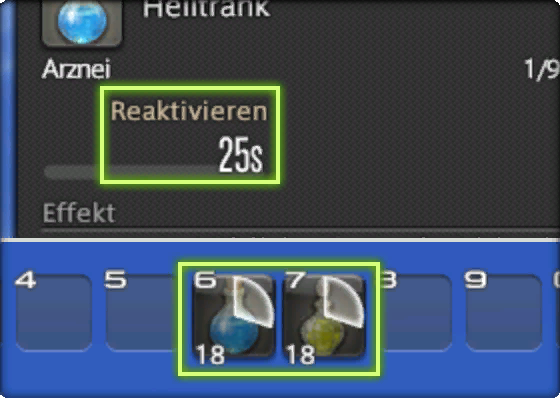 Heiltrank
Arznei 1/9
Reaktivieren
25s
Effekt
4 5 6 7 8 9
18 18